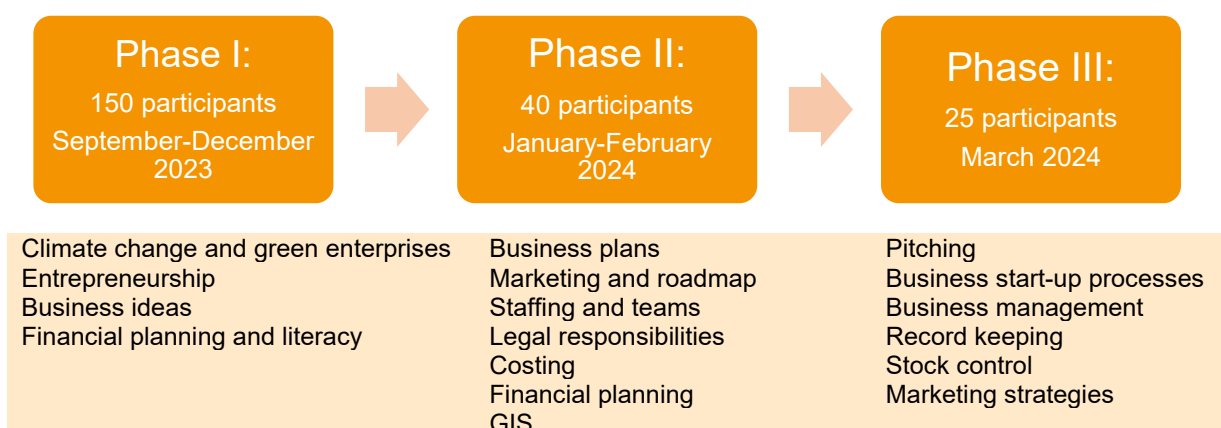 Phase I:
150 participants
September-December
2023
Phase II:
40 participants
January-February
2024
Phase III:
25 participants
March 2024
Climate change and green enterprises
Entrepreneurship
Business ideas
Financial planning and literacy
Business plans
Marketing and roadmap
Staffing and teams
Legal responsibilities
Costing
Financial planning
GIS
Pitching
Business start-up processes
Business management
Record keeping
Stock control
Marketing strategies